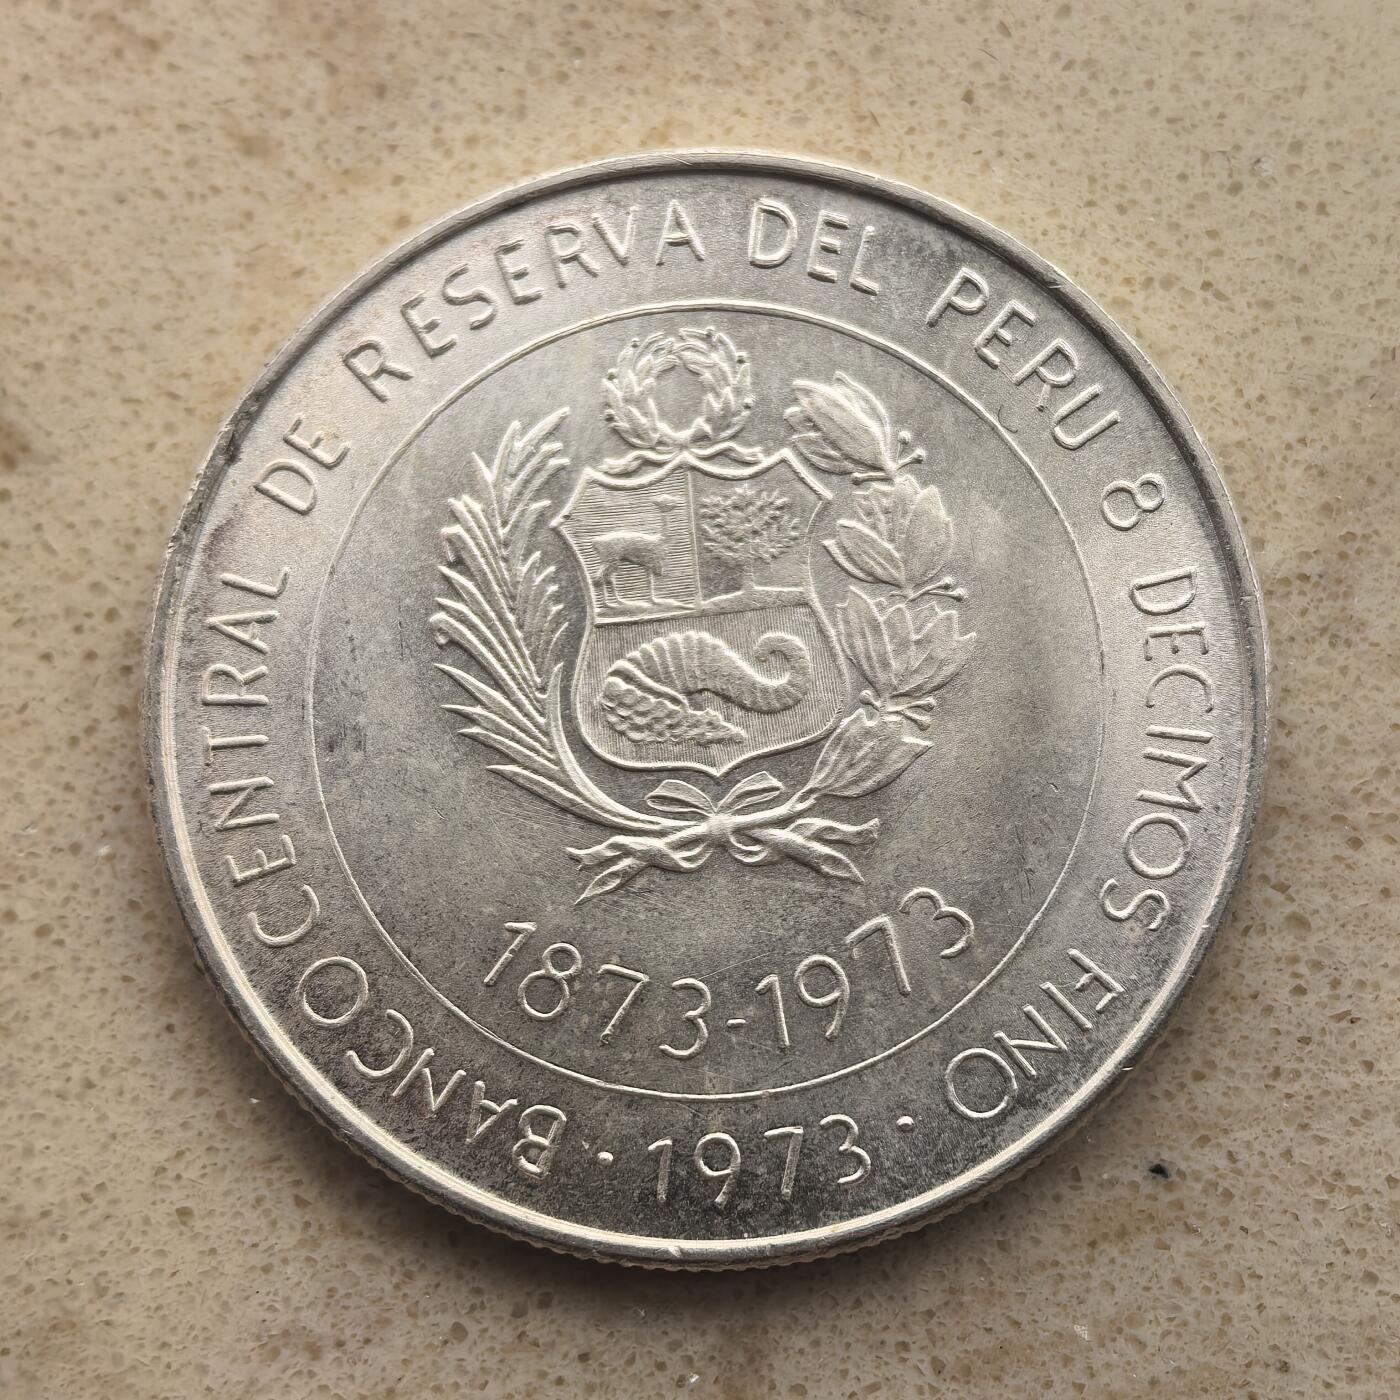 BANCO CENTRAL DE RESERVA DEL PERU 8 DECIMOS FINO
1873-1973
· 1973 ·